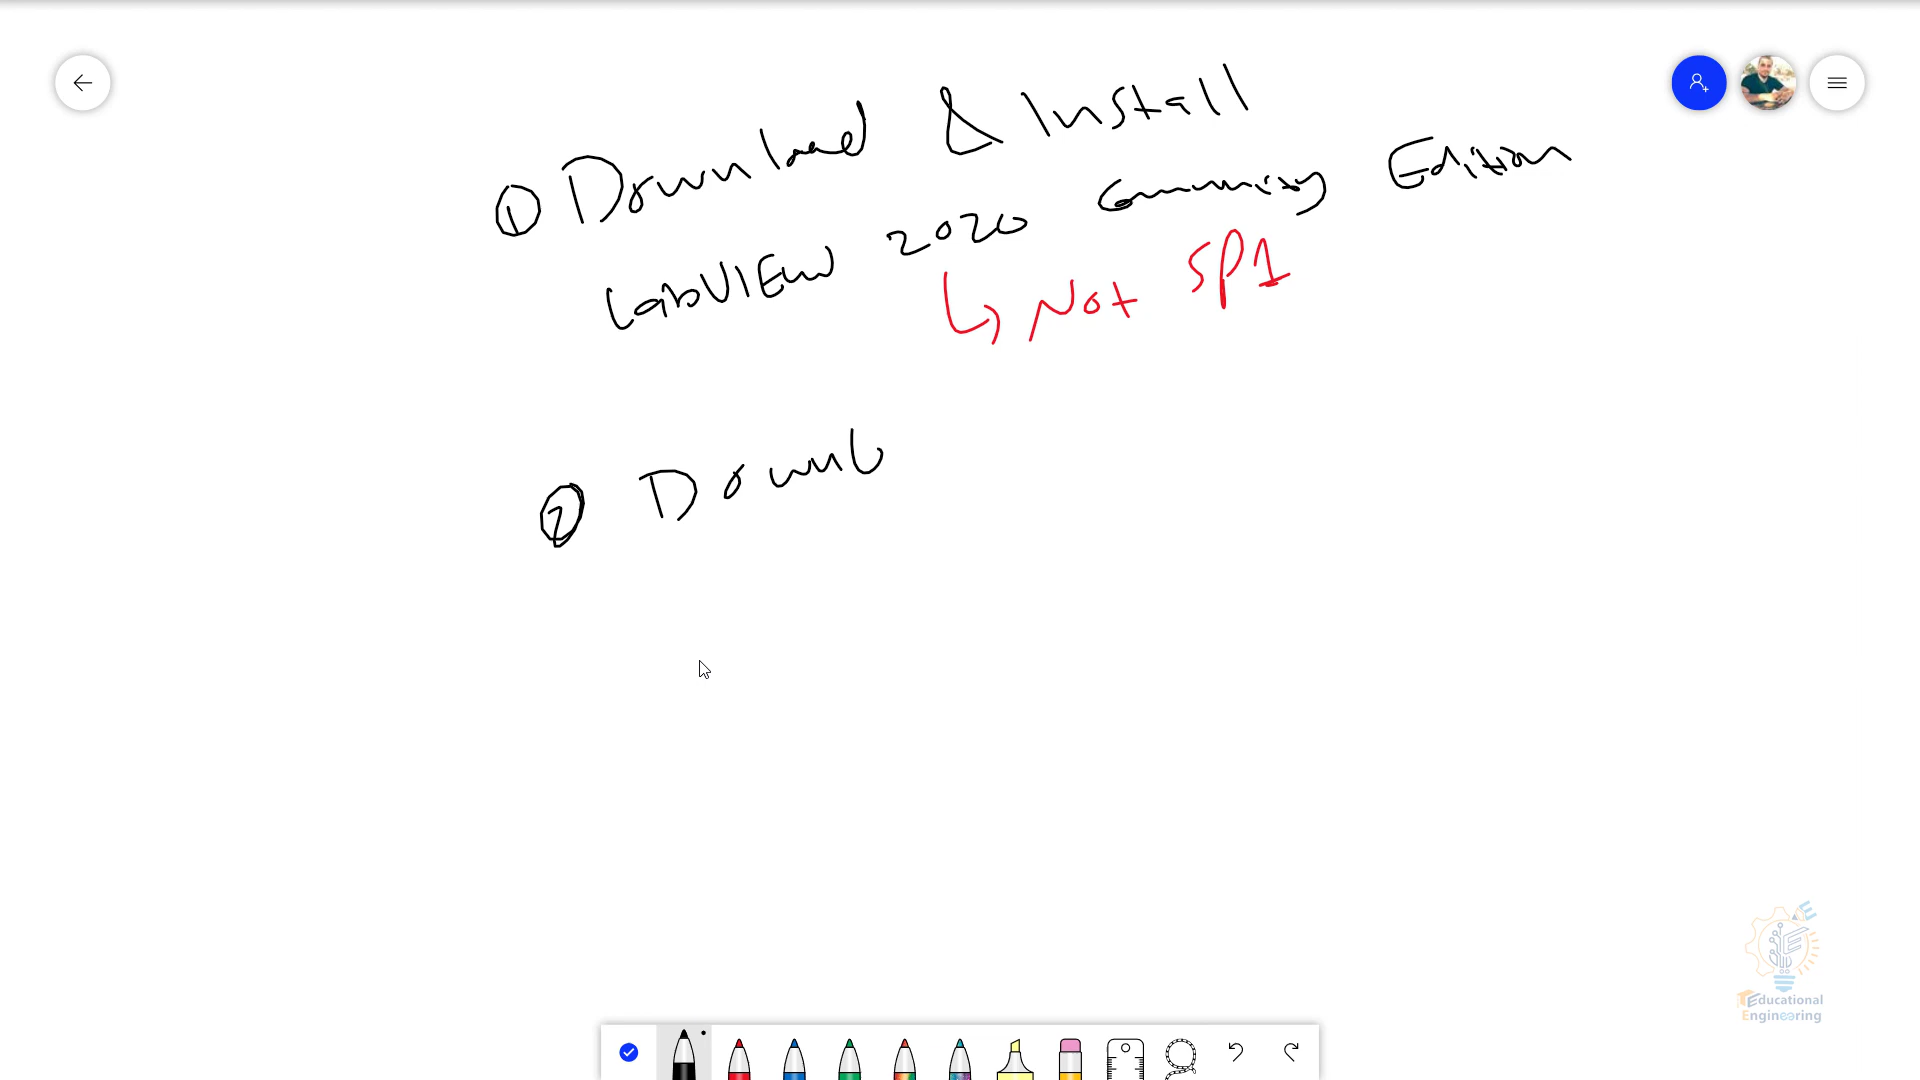 ① Download & Install
LabVIEW 2020 Community Edition
↳ Not SP1
② Downl
Educational
Engineering